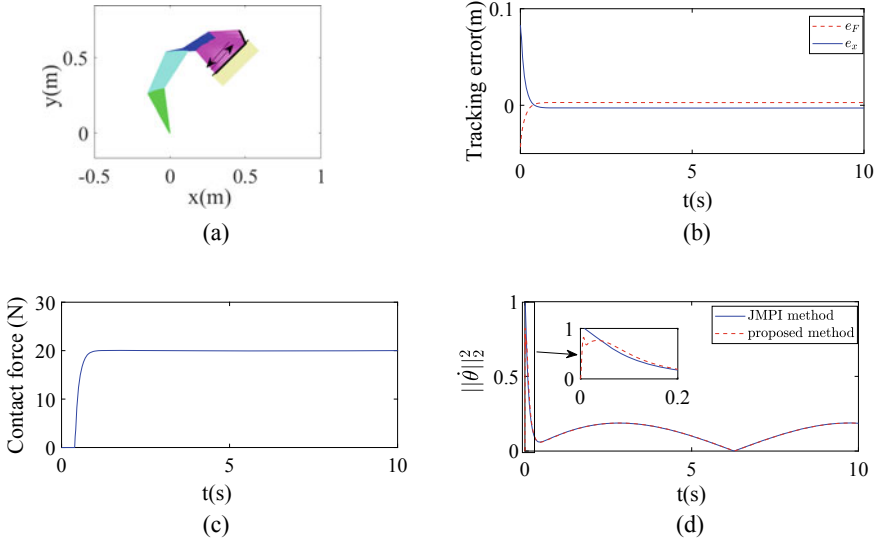 0.5
0
y(m)
-0.5 0 0.5 1
x(m)
(a)
0.1
0
Tracking error(m)
e_F
e_x
0 5 10
t(s)
(b)
30
20
10
0
Contact force (N)
0 5 10
t(s)
(c)
1
0.5
0
||θ̇||₂²
JMPI method
proposed method
1
0
0 0.2
0 5 10
t(s)
(d)